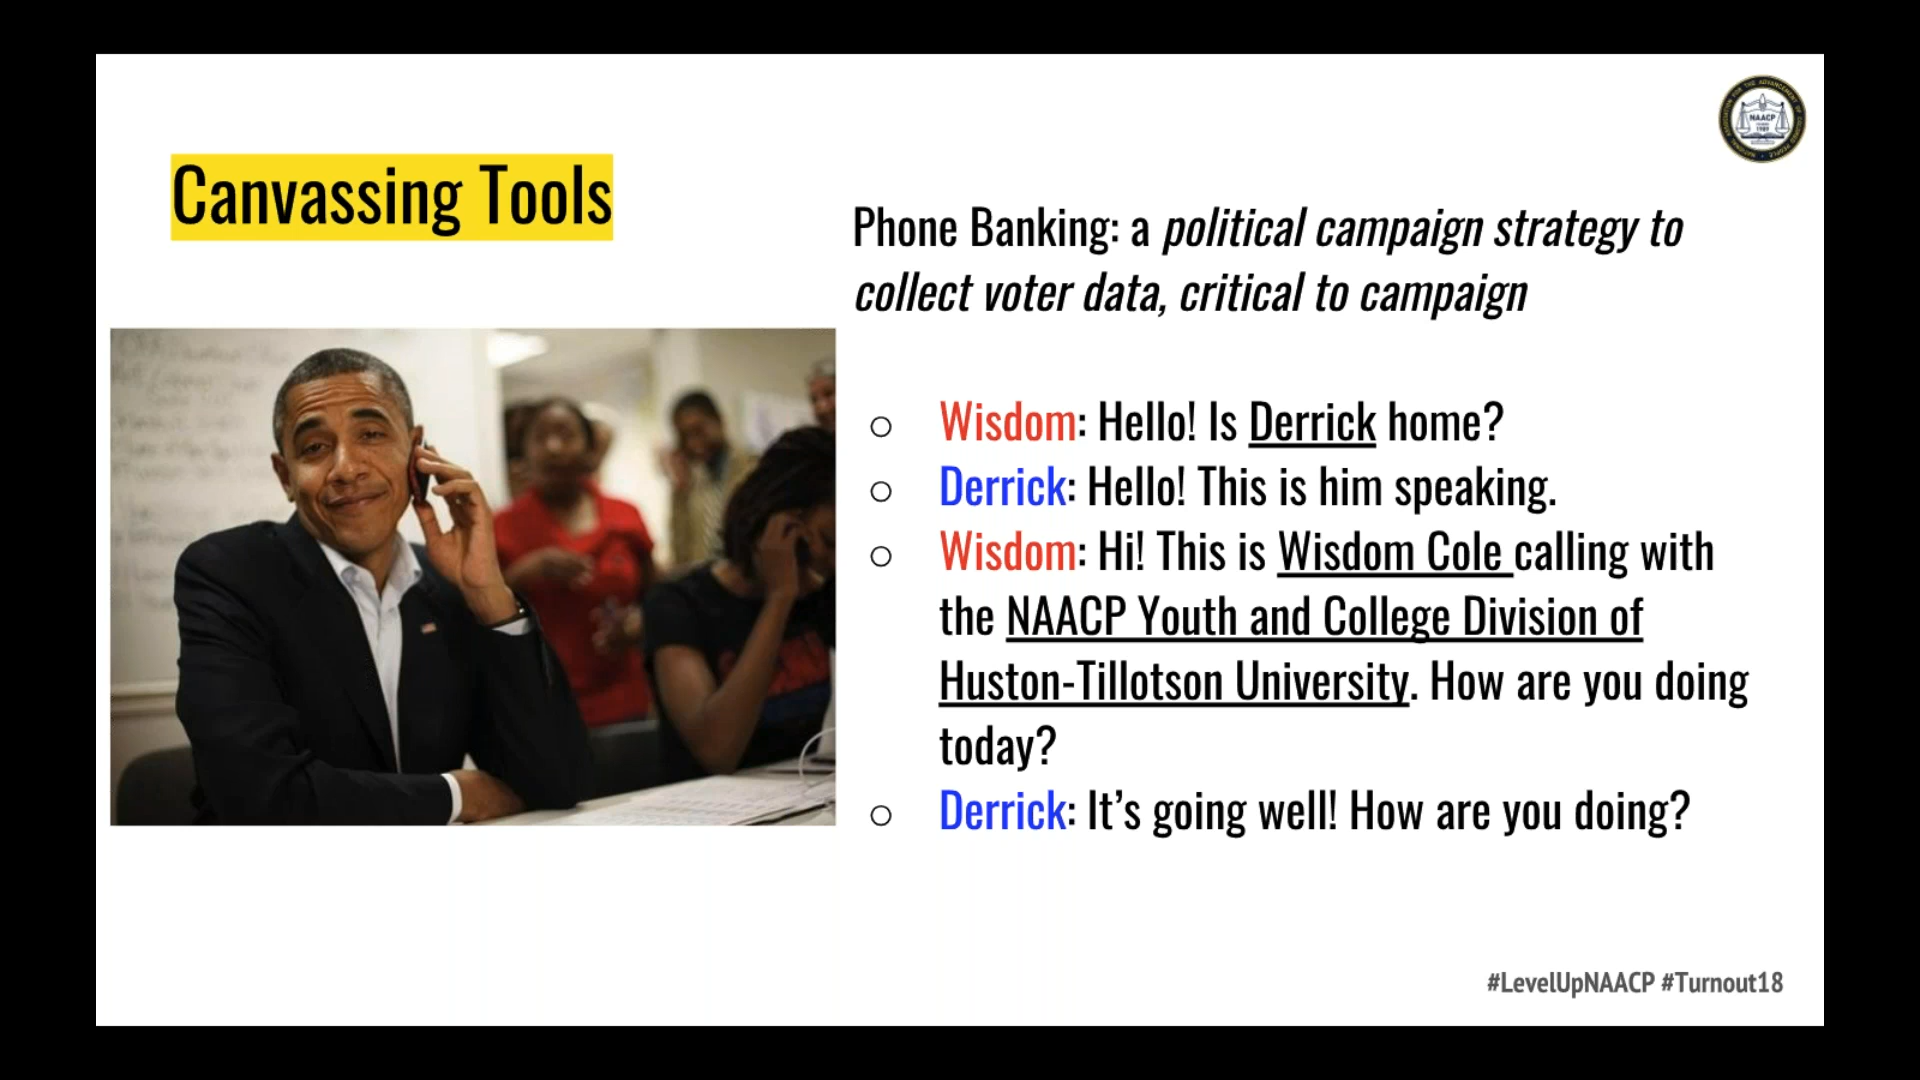 Canvassing Tools
NAACP
Phone Banking: a political campaign strategy to
collect voter data, critical to campaign
Wisdom: Hello! Is Derrick home?
Derrick: Hello! This is him speaking.
Wisdom: Hi! This is Wisdom Cole calling with
the NAACP Youth and College Division of
Huston-Tillotson University. How are you doing
today?
Derrick: It’s going well! How are you doing?
#LevelUpNAACP #Turnout18